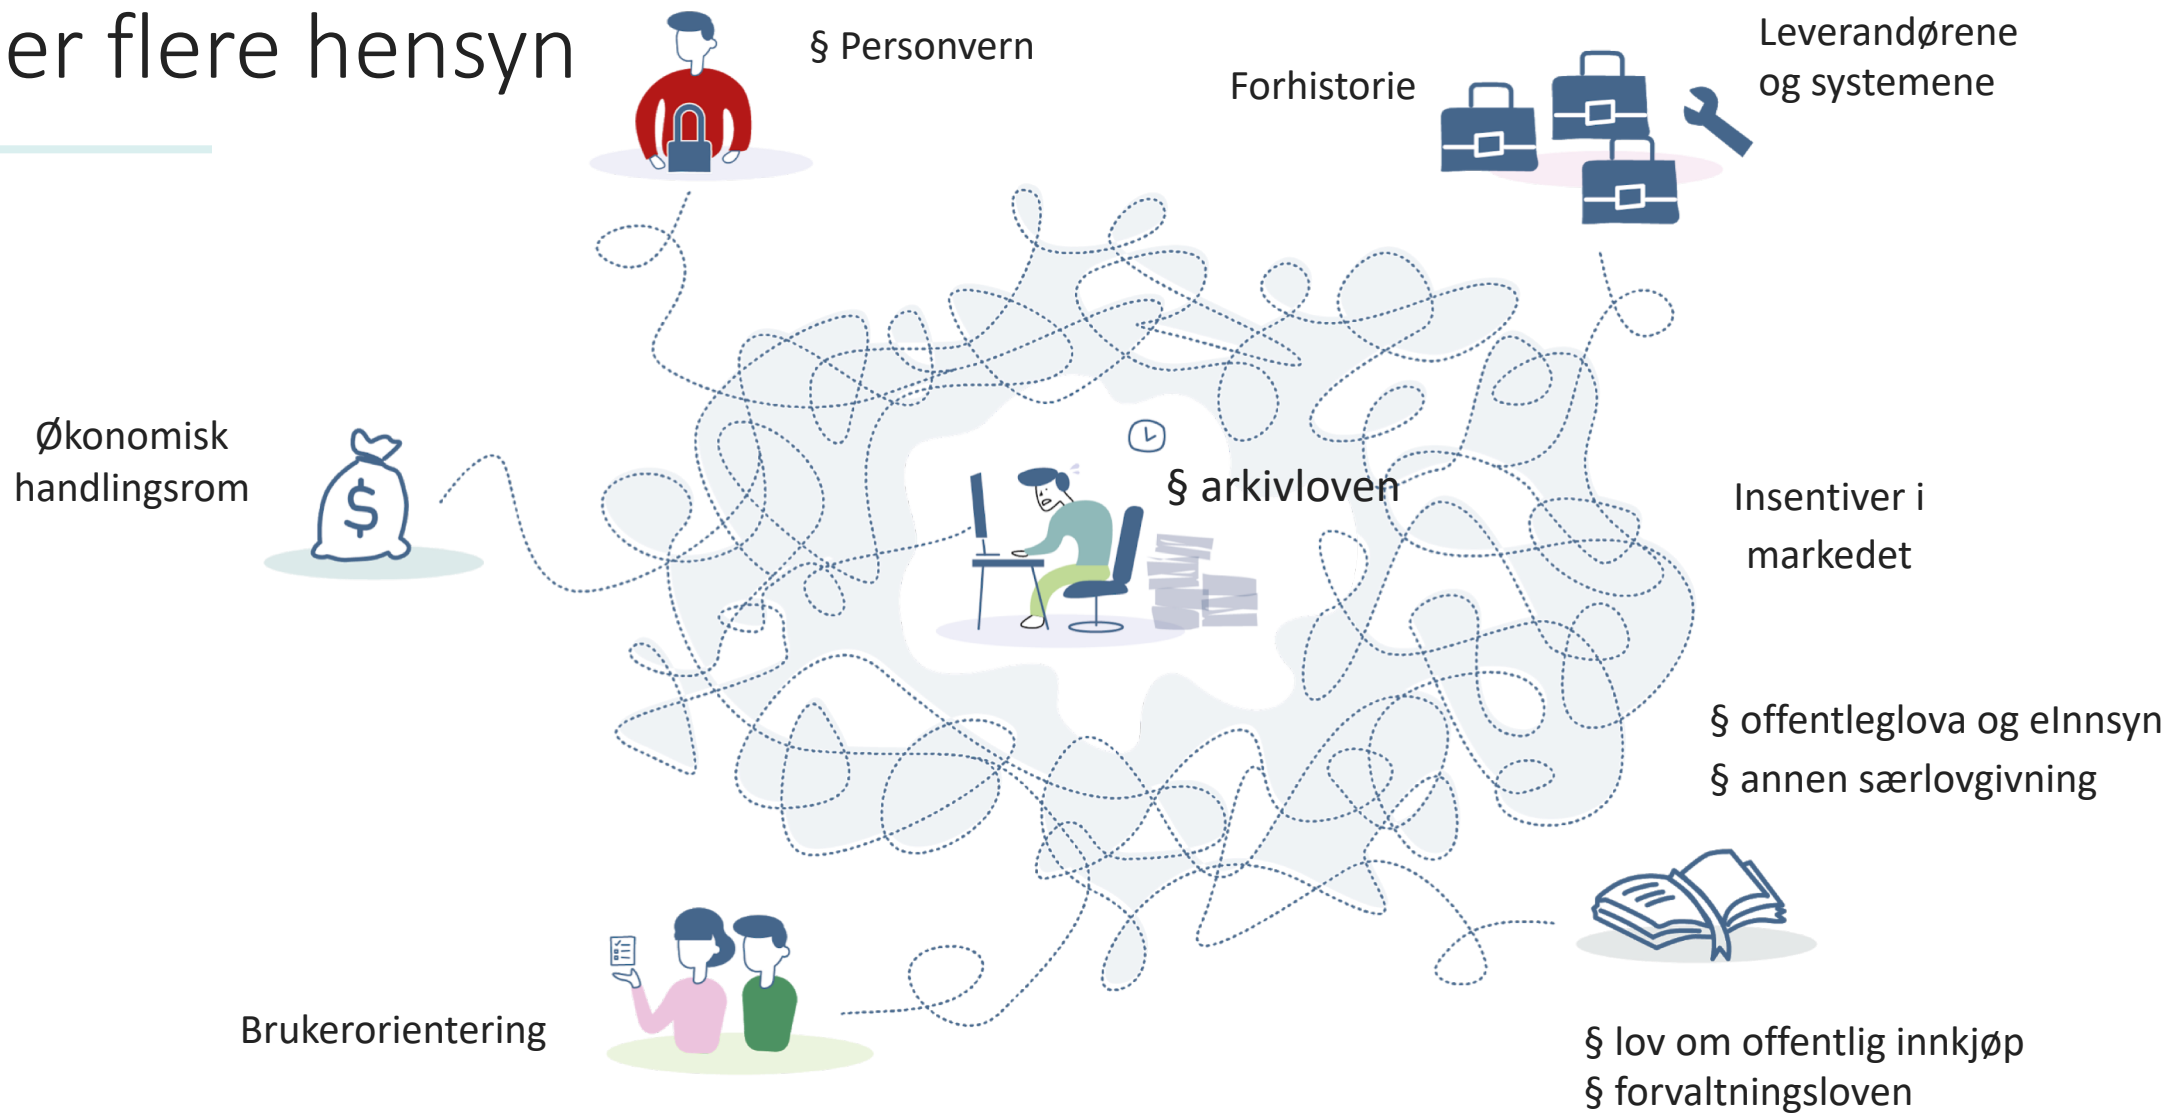 er flere hensyn
§ Personvern
Forhistorie
Leverandørene
og systemene
Økonomisk
handlingsrom
$
§ arkivloven
Insentiver i
markedet
§ offentleglova og eInnsyn
§ annen særlovgivning
Brukerorientering
§ lov om offentlig innkjøp
§ forvaltningsloven